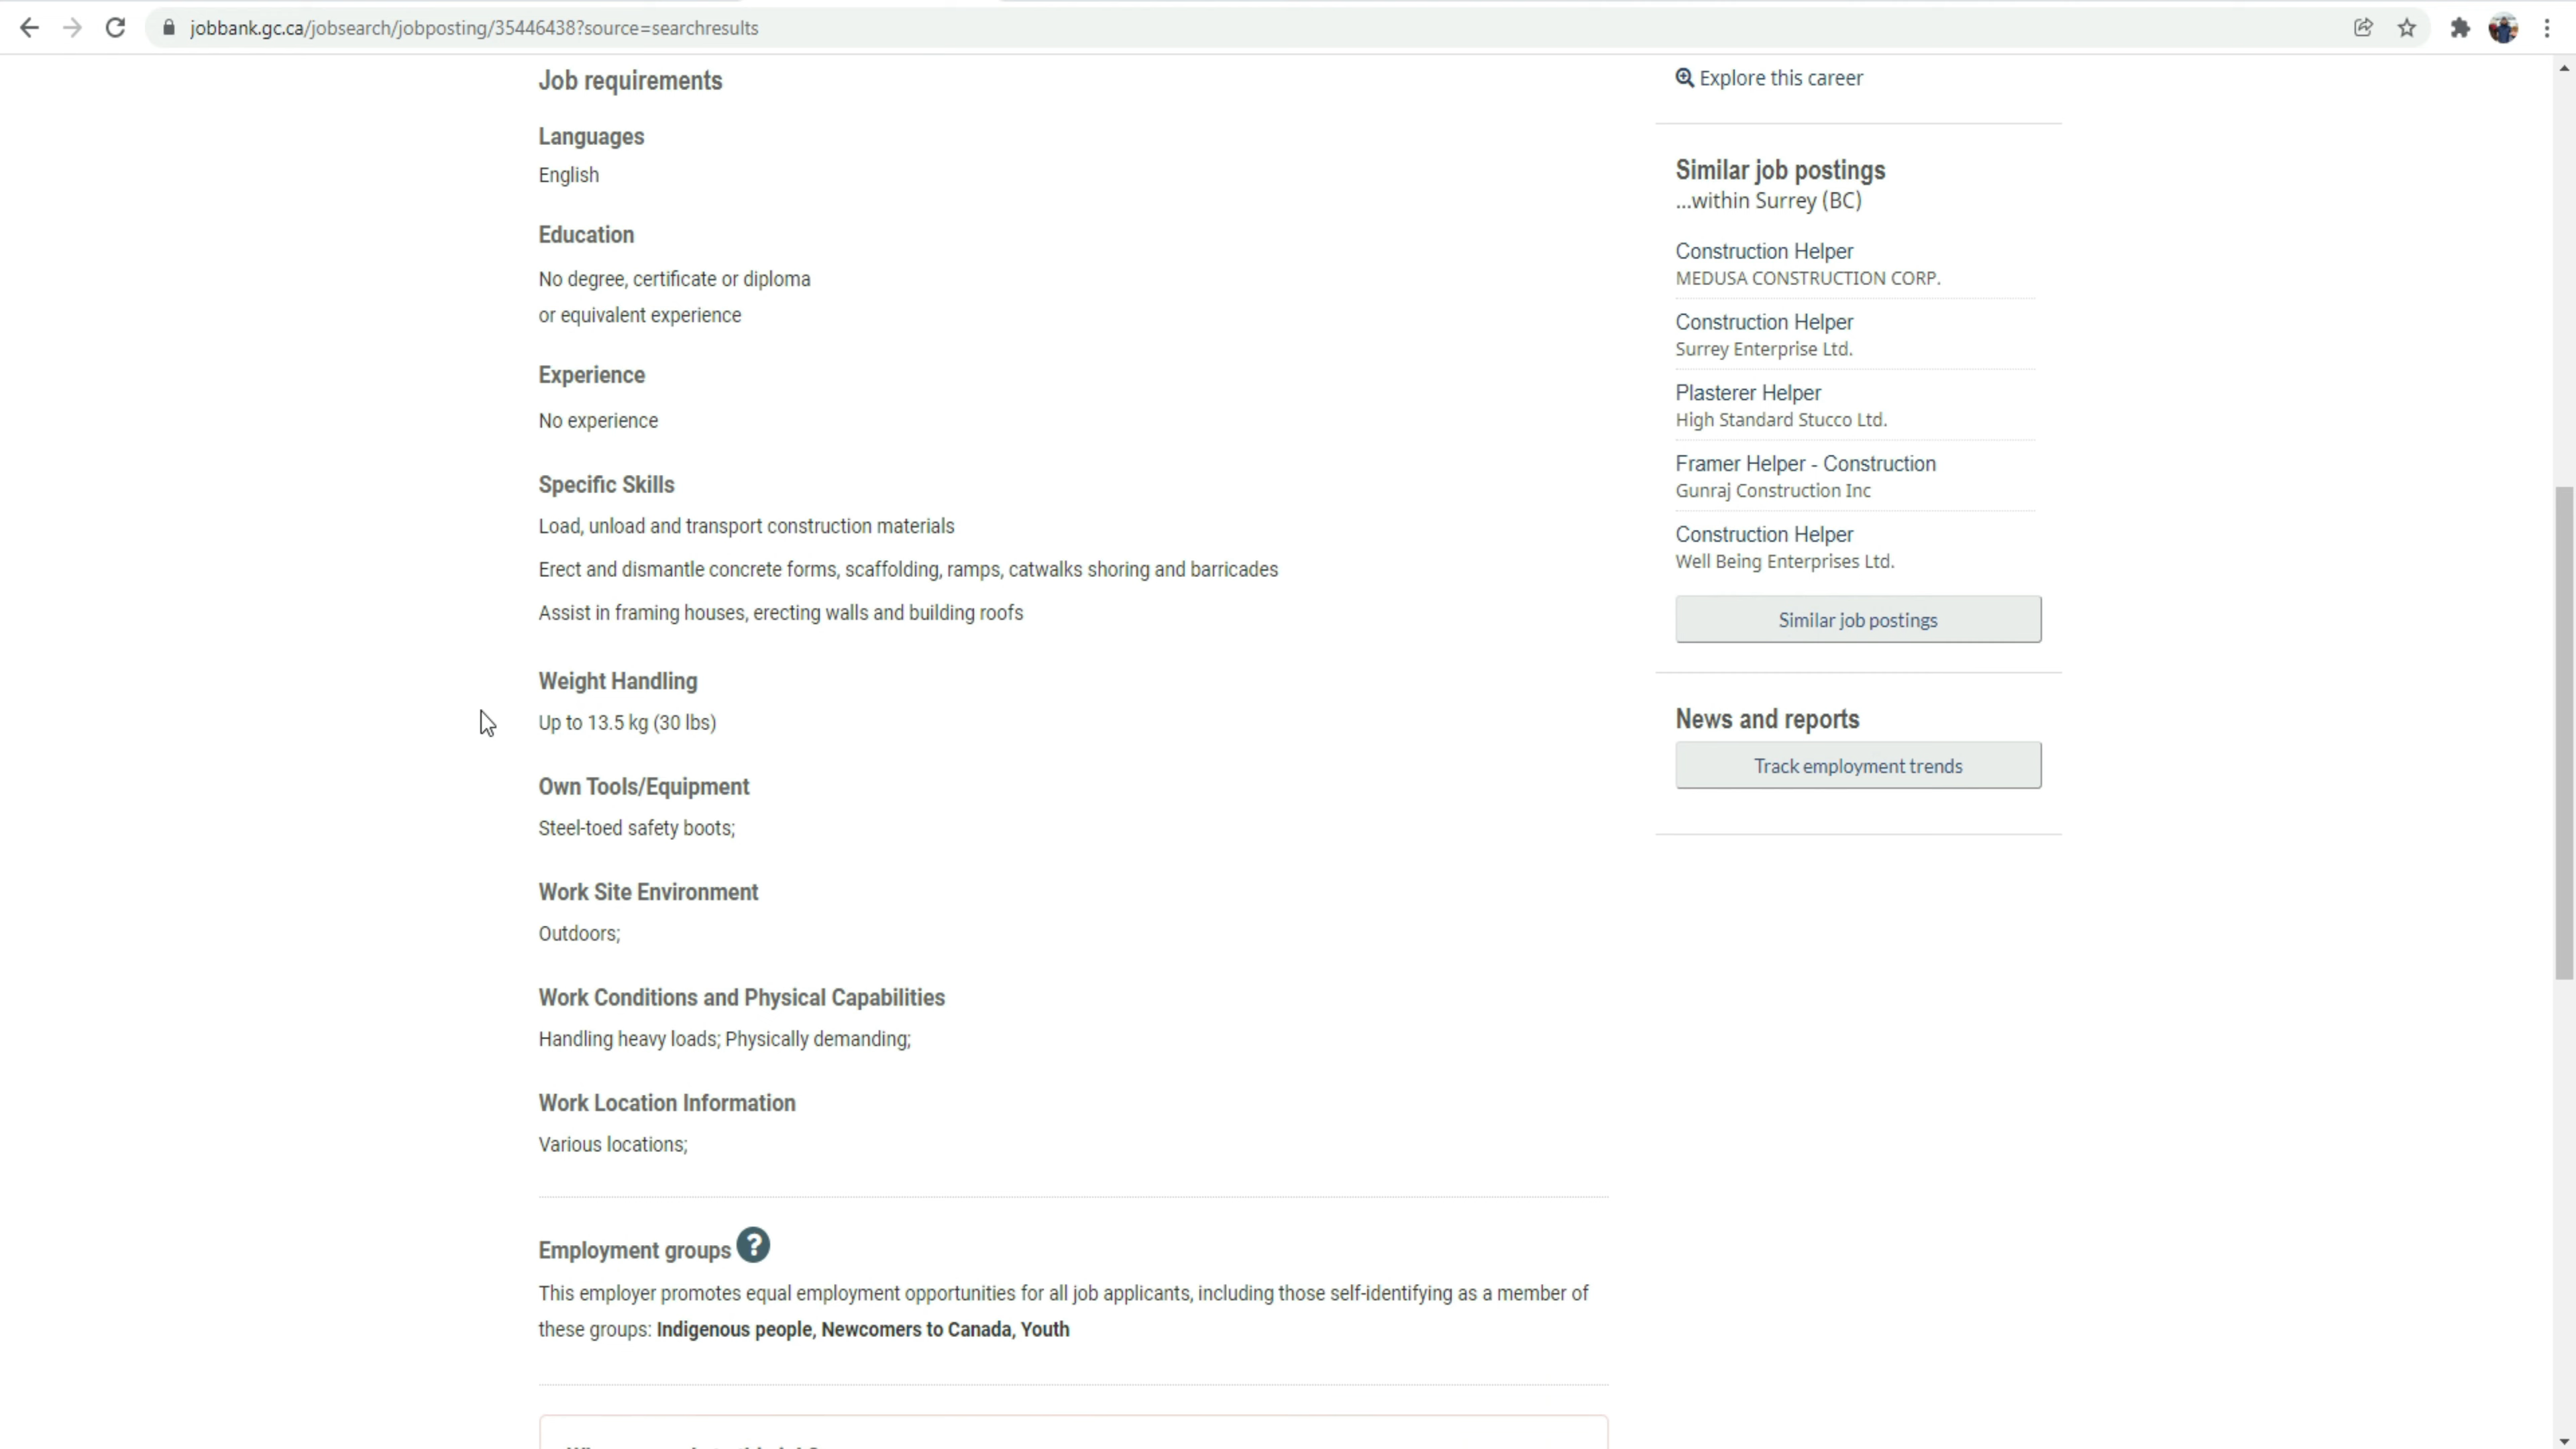 jobbank.gc.ca/jobsearch/jobposting/35446438?source=searchresults
Job requirements
Languages
English
Education
No degree, certificate or diploma
or equivalent experience
Experience
No experience
Specific Skills
Load, unload and transport construction materials
Erect and dismantle concrete forms, scaffolding, ramps, catwalks shoring and barricades
Assist in framing houses, erecting walls and building roofs
Weight Handling
Up to 13.5 kg (30 lbs)
Own Tools/Equipment
Steel-toed safety boots;
Work Site Environment
Outdoors;
Work Conditions and Physical Capabilities
Handling heavy loads; Physically demanding;
Work Location Information
Various locations;
Employment groups ?
This employer promotes equal employment opportunities for all job applicants, including those self-identifying as a member of
these groups: Indigenous people, Newcomers to Canada, Youth
Explore this career
Similar job postings
...within Surrey (BC)
Construction Helper
MEDUSA CONSTRUCTION CORP.
Construction Helper
Surrey Enterprise Ltd.
Plasterer Helper
High Standard Stucco Ltd.
Framer Helper - Construction
Gunraj Construction Inc
Construction Helper
Well Being Enterprises Ltd.
Similar job postings
News and reports
Track employment trends